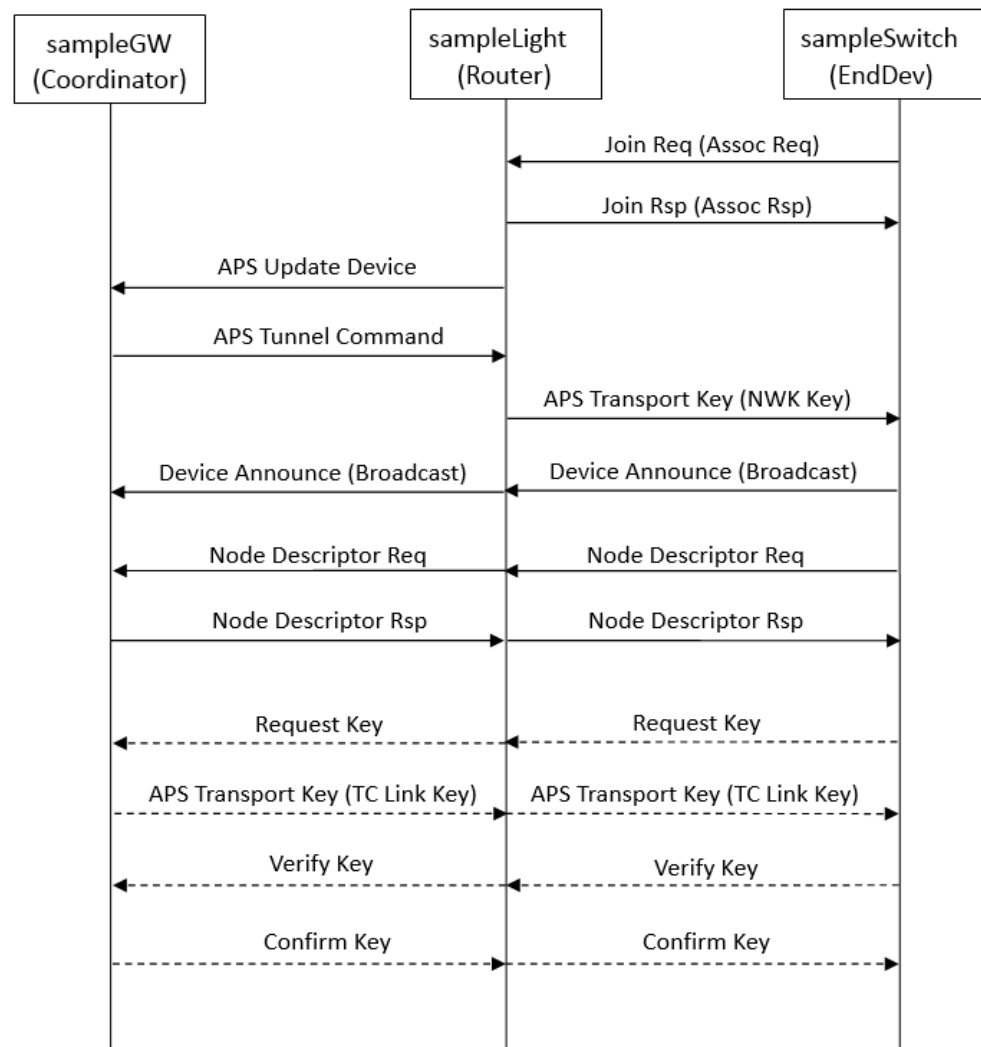 sampleGW
(Coordinator)
sampleLight
(Router)
sampleSwitch
(EndDev)
Join Req (Assoc Req)
Join Rsp (Assoc Rsp)
APS Update Device
APS Tunnel Command
APS Transport Key (NWK Key)
Device Announce (Broadcast)
Device Announce (Broadcast)
Node Descriptor Req
Node Descriptor Req
Node Descriptor Rsp
Node Descriptor Rsp
Request Key
Request Key
APS Transport Key (TC Link Key)
APS Transport Key (TC Link Key)
Verify Key
Verify Key
Confirm Key
Confirm Key